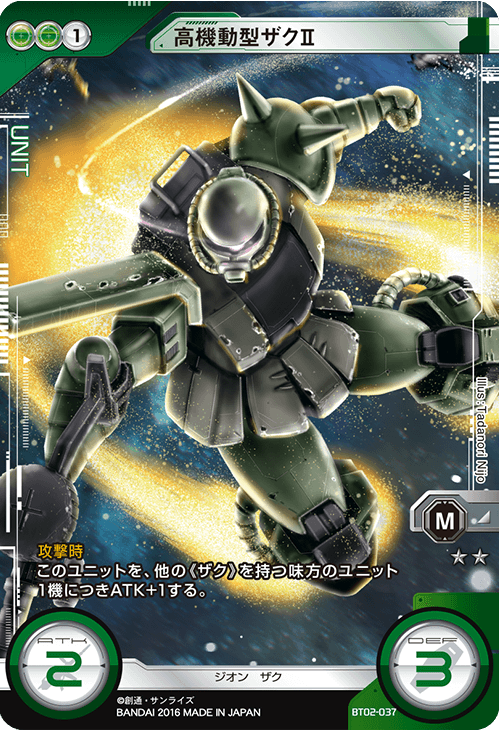 1
高機動型ザクII
UNIT
Illus: Tadanori Nijo
M
攻撃時
このユニットを、他の《ザク》を持つ味方のユニット
1機につきATK+1する。
ATK
2
DEF
3
ジオン ザク
©創通・サンライズ
BANDAI 2016 MADE IN JAPAN
BT02-037